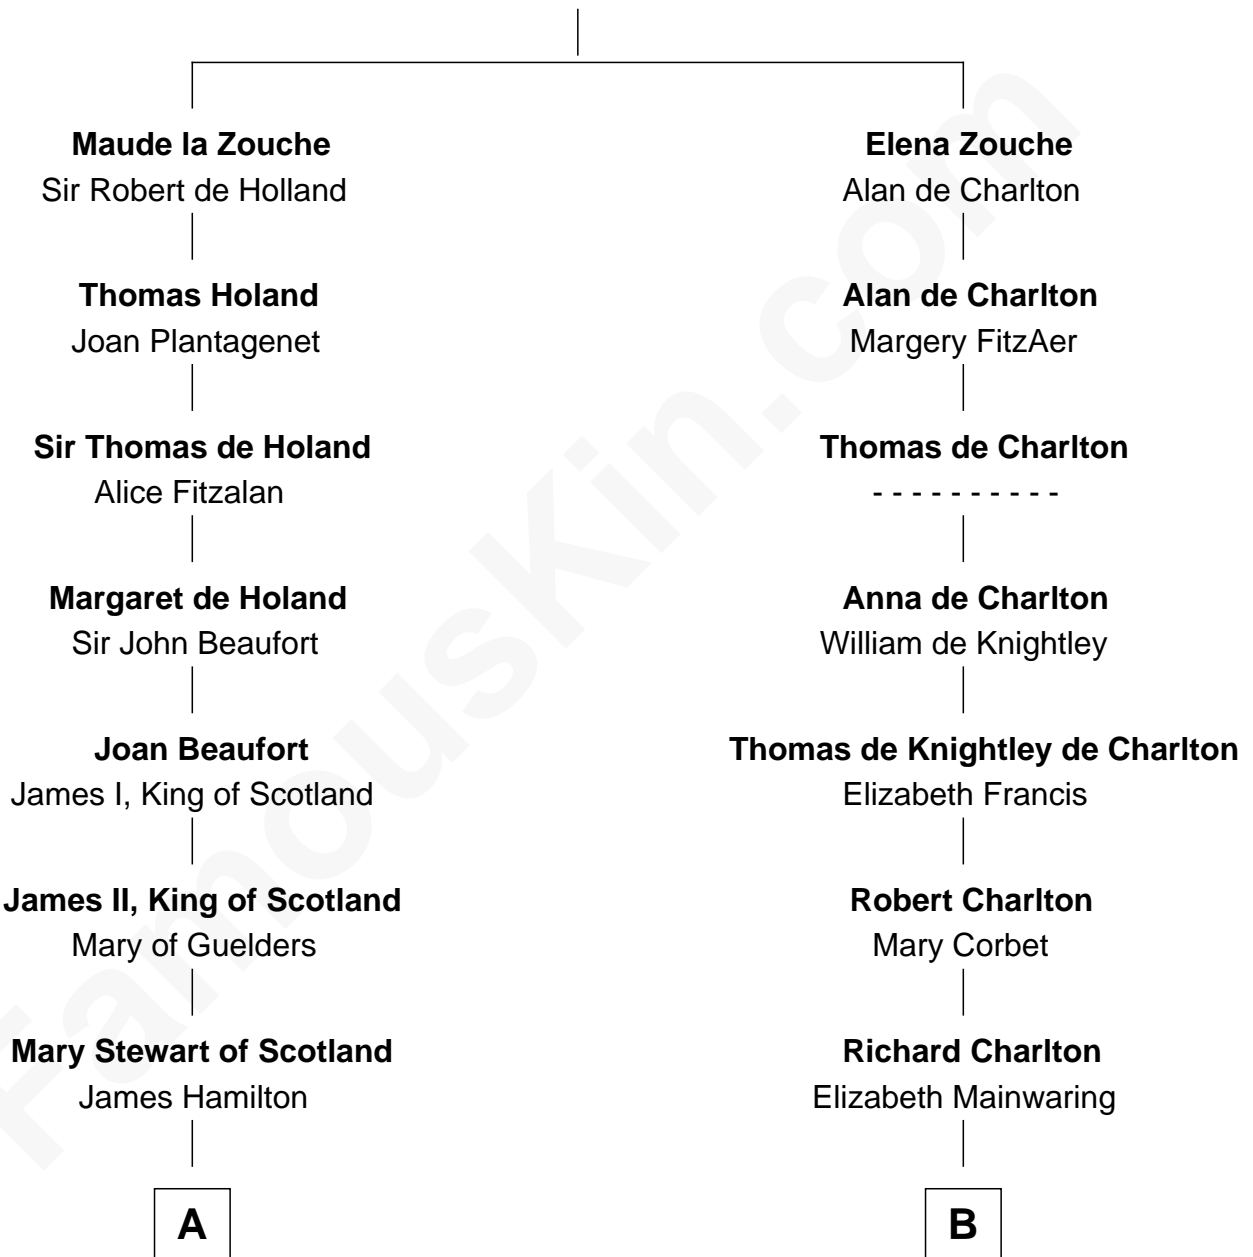 Maude la Zouche
Sir Robert de Holland
Thomas Holand
Joan Plantagenet
Sir Thomas de Holand
Alice Fitzalan
Margaret de Holand
Sir John Beaufort
Joan Beaufort
James I, King of Scotland
James II, King of Scotland
Mary of Guelders
Mary Stewart of Scotland
James Hamilton
A
Elena Zouche
Alan de Charlton
Alan de Charlton
Margery FitzAer
Thomas de Charlton
- - - - - - - - - -
Anna de Charlton
William de Knightley
Thomas de Knightley de Charlton
Elizabeth Francis
Robert Charlton
Mary Corbet
Richard Charlton
Elizabeth Mainwaring
B
FamousKin.com